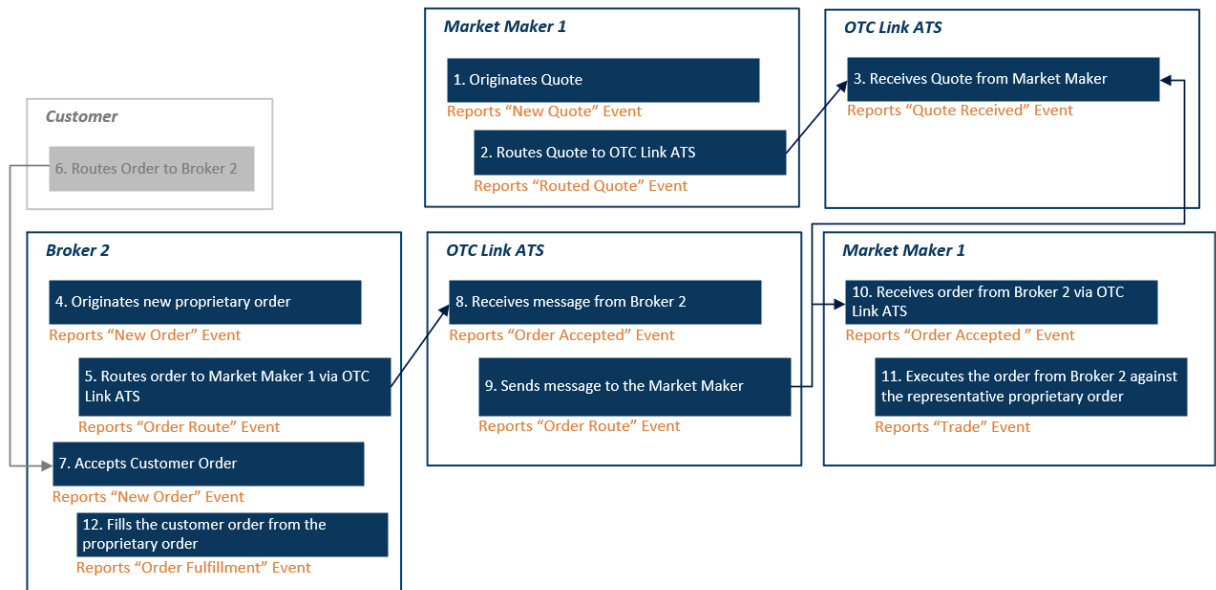 Market Maker 1
1. Originates Quote
Reports “New Quote” Event
2. Routes Quote to OTC Link ATS
Reports “Routed Quote” Event
OTC Link ATS
3. Receives Quote from Market Maker
Reports “Quote Received” Event
Customer
6. Routes Order to Broker 2
Broker 2
4. Originates new proprietary order
Reports “New Order” Event
5. Routes order to Market Maker 1 via OTC
Link ATS
Reports “Order Route” Event
7. Accepts Customer Order
Reports “New Order” Event
12. Fills the customer order from the
proprietary order
Reports “Order Fulfillment” Event
OTC Link ATS
8. Receives message from Broker 2
Reports “Order Accepted” Event
9. Sends message to the Market Maker
Reports “Order Route” Event
Market Maker 1
10. Receives order from Broker 2 via OTC
Link ATS
Reports “Order Accepted ” Event
11. Executes the order from Broker 2 against
the representative proprietary order
Reports “Trade” Event